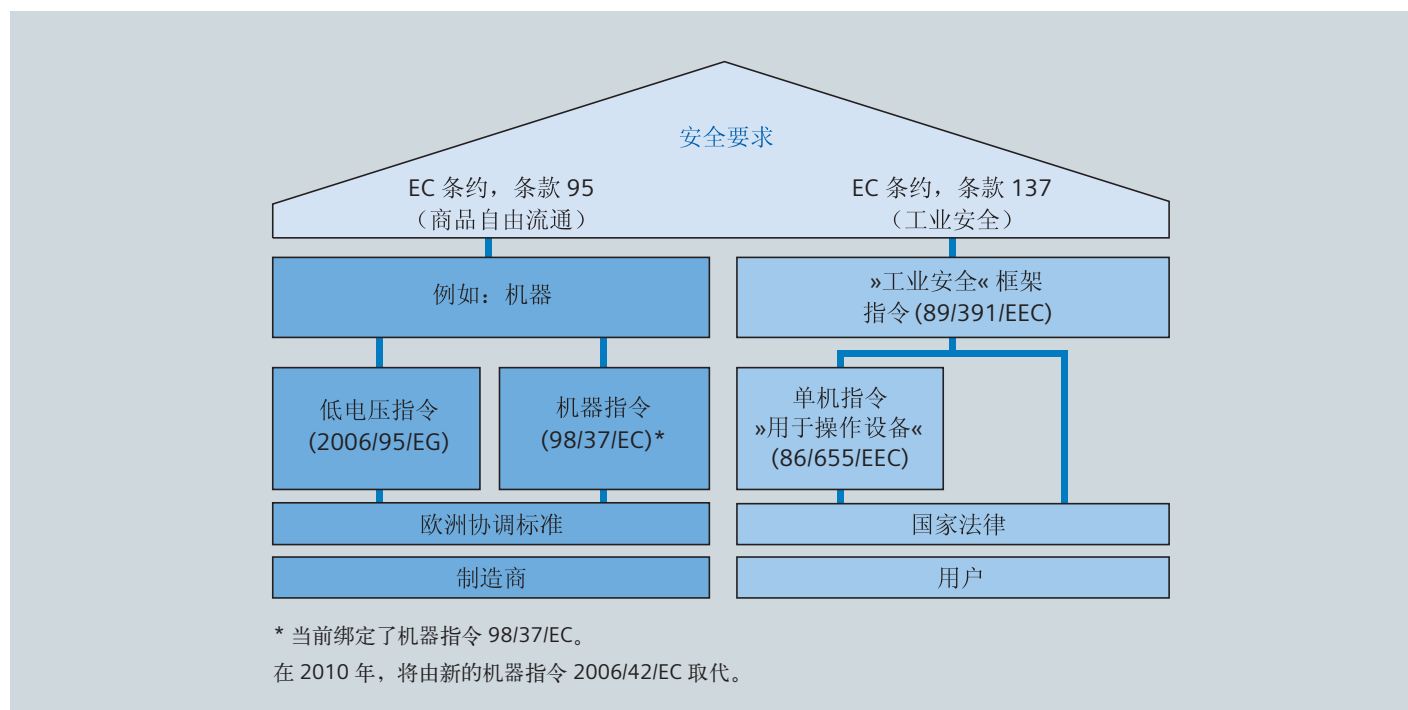 安全要求
EC 条约，条款 95
（商品自由流通）
EC 条约，条款 137
（工业安全）
例如：机器
»工业安全« 框架
指令 (89/391/EEC)
低电压指令
(2006/95/EG)
机器指令
(98/37/EC)*
单机指令
»用于操作设备«
(86/655/EEC)
欧洲协调标准
国家法律
制造商
用户
* 当前绑定了机器指令 98/37/EC。
在 2010 年，将由新的机器指令 2006/42/EC 取代。